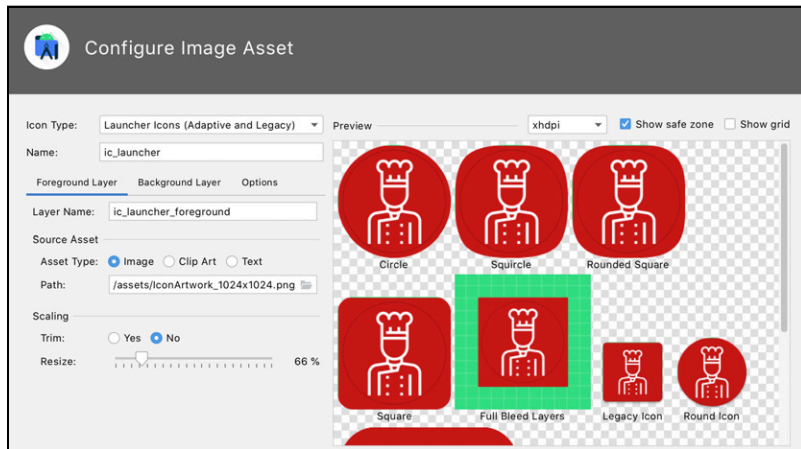 Configure Image Asset
Icon Type: Launcher Icons (Adaptive and Legacy)
Name: ic_launcher
Foreground Layer Background Layer Options
Layer Name: ic_launcher_foreground
Source Asset
Asset Type: Image Clip Art Text
Path: /assets/IconArtwork_1024x1024.png
Scaling
Trim: Yes No
Resize: 66 %
Preview xhdpi Show safe zone Show grid
Circle Squircle Rounded Square
Square Full Bleed Layers Legacy Icon Round Icon